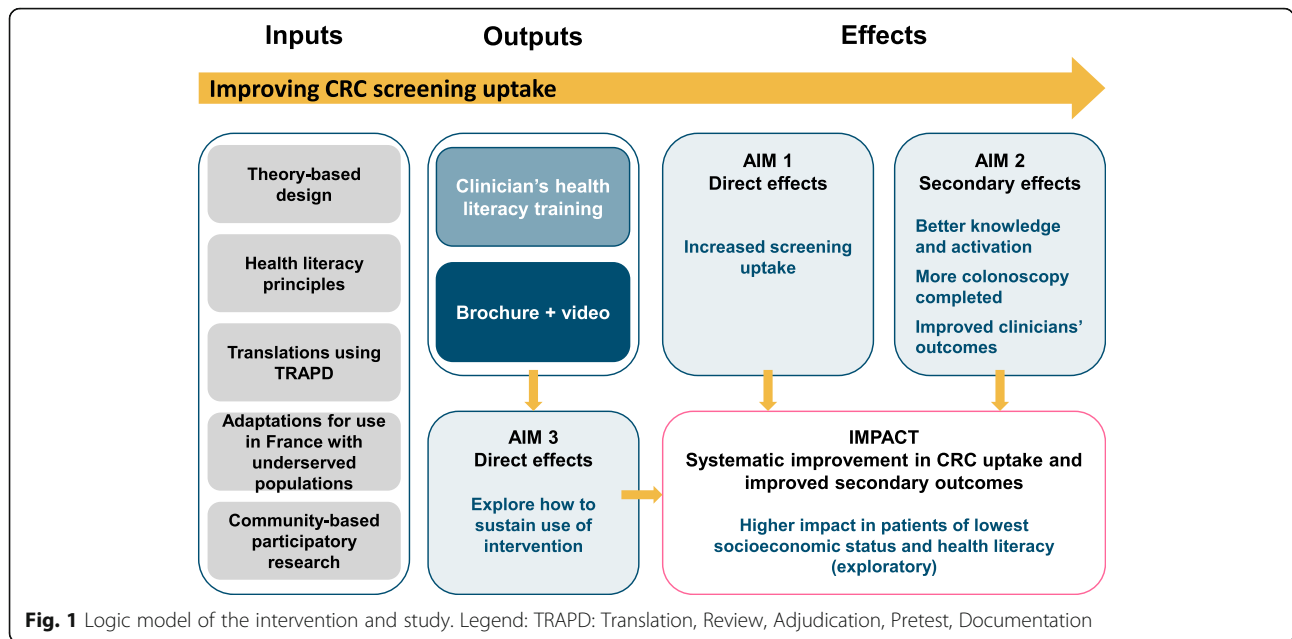 Inputs
Outputs
Effects
Improving CRC screening uptake
Theory-based
design
Health literacy
principles
Translations using
TRAPD
Adaptations for use
in France with
underserved
populations
Community-based
participatory
research
Clinician's health
literacy training
Brochure + video
AIM 1
Direct effects
Increased screening
uptake
AIM 2
Secondary effects
Better knowledge
and activation
More colonoscopy
completed
Improved clinicians'
outcomes
AIM 3
Direct effects
Explore how to
sustain use of
intervention
IMPACT
Systematic improvement in CRC uptake and
improved secondary outcomes
Higher impact in patients of lowest
socioeconomic status and health literacy
(exploratory)
Fig. 1 Logic model of the intervention and study. Legend: TRAPD: Translation, Review, Adjudication, Pretest, Documentation